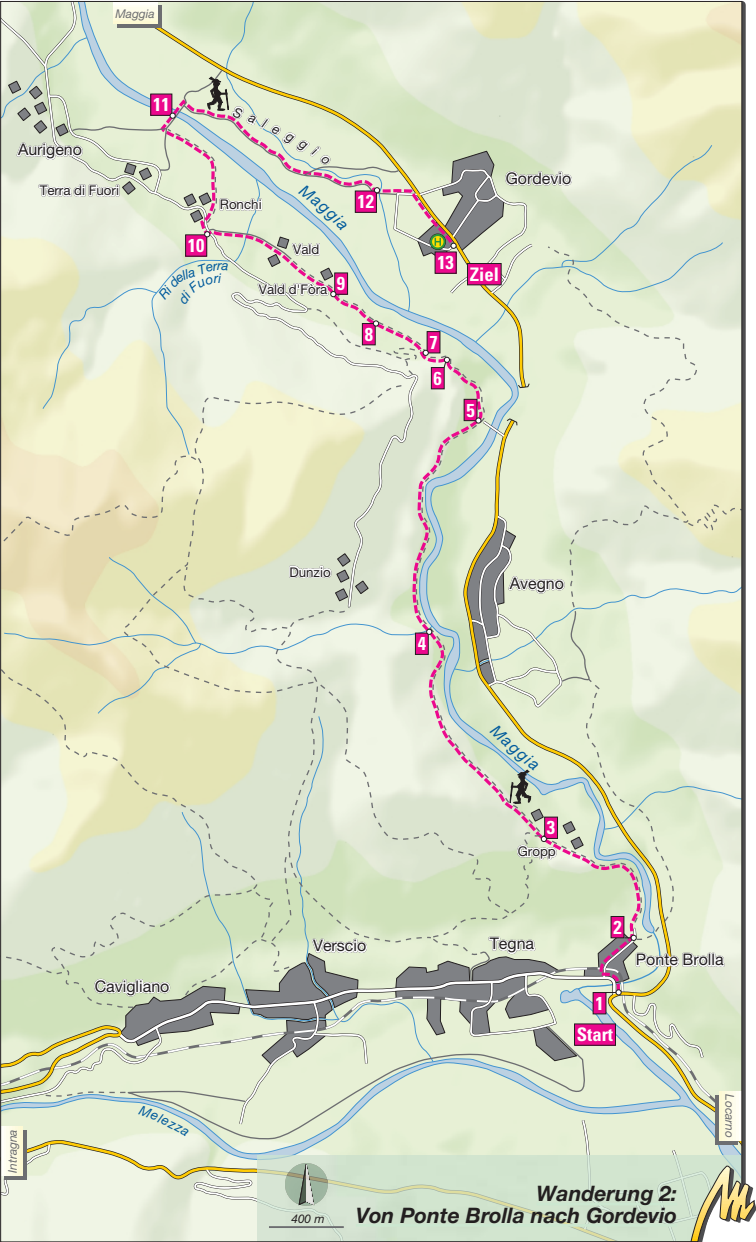 Maggia
11
Saleggio
Aurigeno
Gordevio
Terra di Fuori
Maggia
12
Ronchi
10
H
13
Ziel
Vald
Ri della Terra
di Fuori
Vald d'Fòra
9
8
7
6
5
Dunzio
Avegno
4
Maggia
3
Gropp
2
Verscio
Tegna
Ponte Brolla
Cavigliano
1
Start
Melezza
Locarno
Intragna
400 m
Wanderung 2:
Von Ponte Brolla nach Gordevio